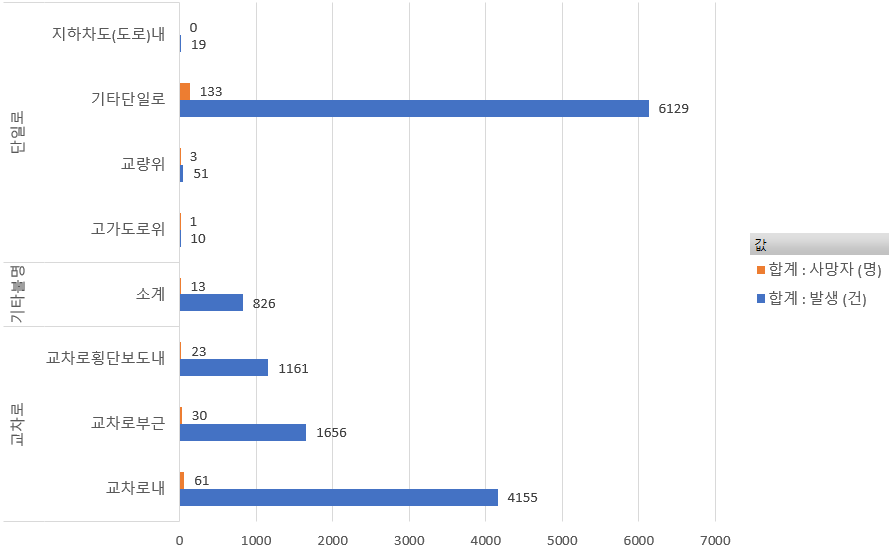 단일로
지하차도(도로)내
0
19
기타단일로
133
6129
교량위
3
51
고가도로위
1
10
기타불명
소계
13
826
교차로
교차로횡단보도내
23
1161
교차로부근
30
1656
교차로내
61
4155
0 1000 2000 3000 4000 5000 6000 7000
값
합계 : 사망자 (명)
합계 : 발생 (건)